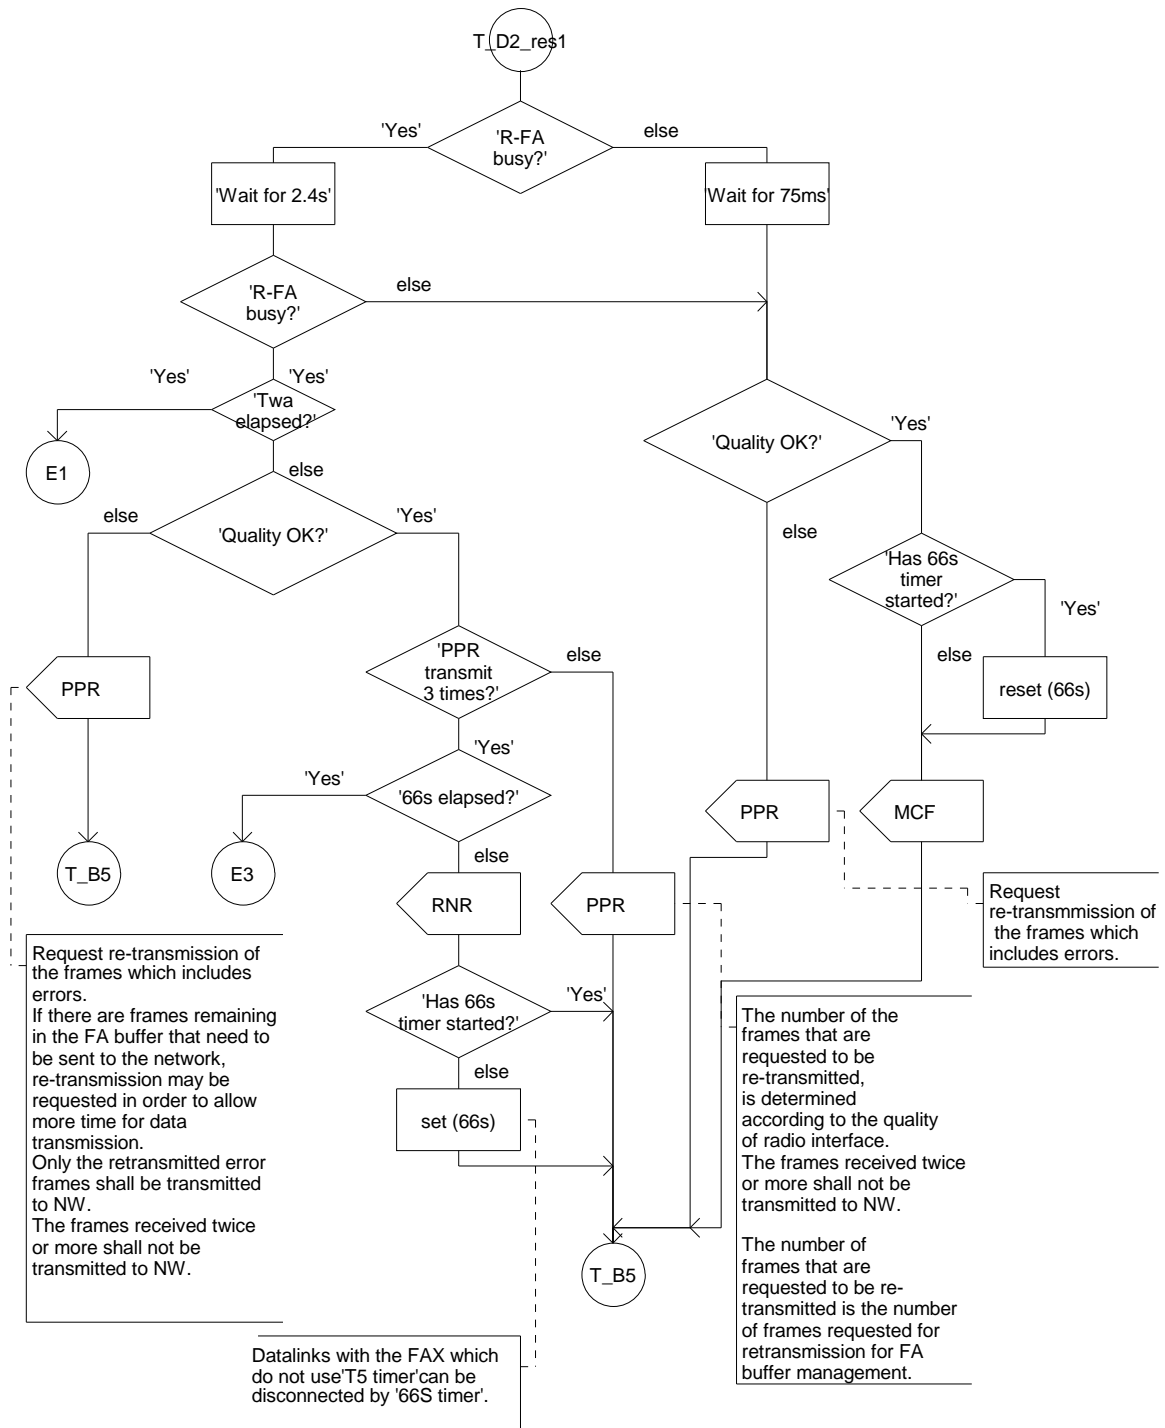 T_D2_res1
'Yes'
'R-FA
busy?'
else
'Wait for 2.4s'
'Wait for 75ms'
'R-FA
busy?'
else
'Yes'
'Yes'
'Twa
elapsed?'
E1
else
'Quality OK?'
'Yes'
else
else
'Quality OK?'
'Yes'
'Has 66s
timer
started?'
'Yes'
else
reset (66s)
PPR
'PPR
transmit
3 times?'
else
'Yes'
'Yes'
'66s elapsed?'
else
PPR
MCF
T_B5
E3
RNR
PPR
Request
re-transmmission of
the frames which
includes errors.
Request re-transmission of
the frames which includes
errors.
If there are frames remaining
in the FA buffer that need to
be sent to the network,
re-transmission may be
requested in order to allow
more time for data
transmission.
Only the retransmitted error
frames shall be transmitted
to NW.
The frames received twice
or more shall not be
transmitted to NW.
'Has 66s
timer started?'
'Yes'
else
set (66s)
The number of the
frames that are
requested to be
re-transmitted,
is determined
according to the quality
of radio interface.
The frames received twice
or more shall not be
transmitted to NW.
The number of
frames that are
requested to be re-
transmitted is the number
of frames requested for
retransmission for FA
buffer management.
T_B5
Datalinks with the FAX which
do not use'T5 timer'can be
disconnected by '66S timer'.